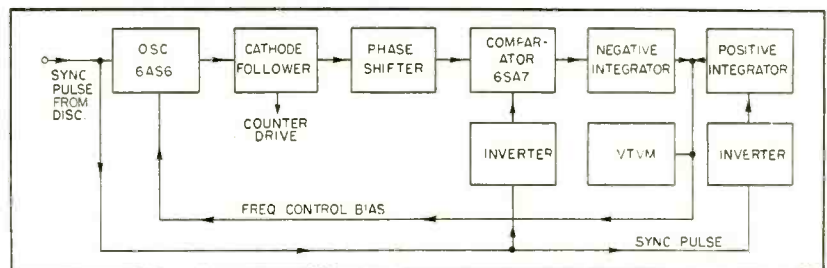 OSC
6AS6
CATHODE
FOLLOWER
PHASE
SHIFTER
COMPAR-
ATOR
6SA7
NEGATIVE
INTEGRATOR
POSITIVE
INTEGRATOR
SYNC
PULSE
FROM
DISC.
COUNTER
DRIVE
INVERTER
VTVM
INVERTER
FREQ CONTROL BIAS
SYNC PULSE